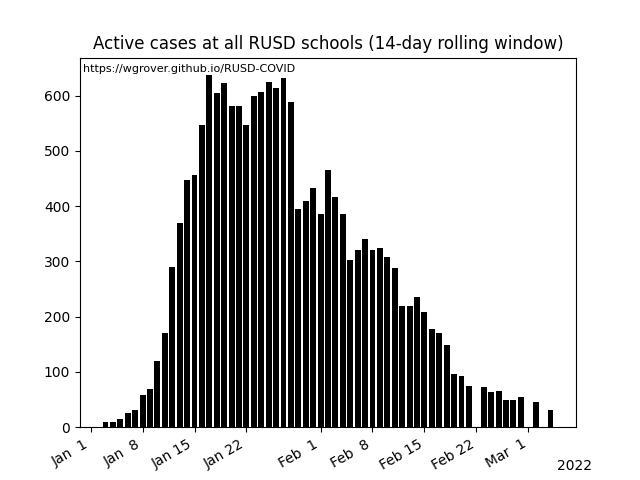 Active cases at all RUSD schools (14-day rolling window)
https://wgrover.github.io/RUSD-COVID
600
500
400
300
200
100
0
Jan 1 Jan 8 Jan 15 Jan 22 Feb 1 Feb 8 Feb 15 Feb 22 Mar 1
2022